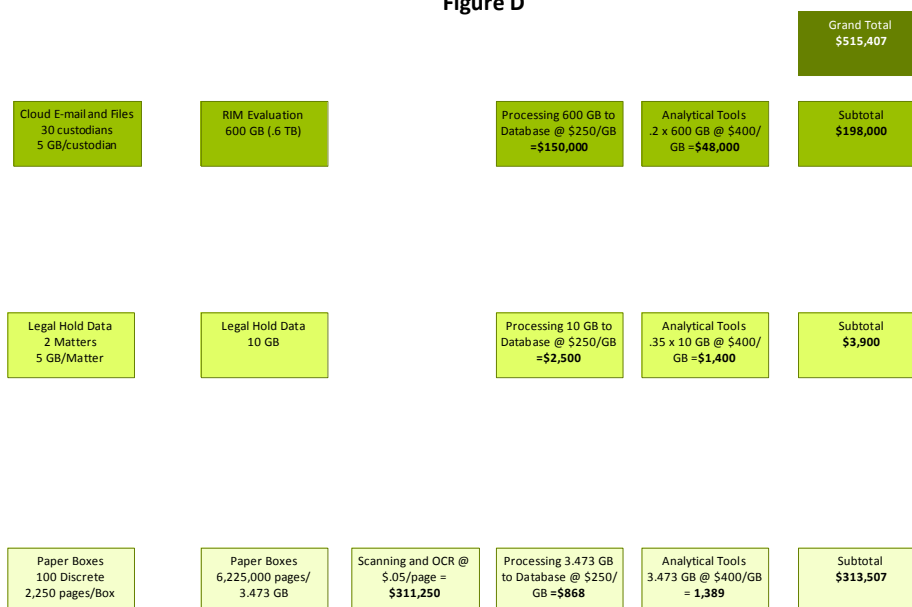 Figure D
Grand Total
$515,407
Cloud E-mail and Files
30 custodians
5 GB/custodian
RIM Evaluation
600 GB (.6 TB)
Processing 600 GB to
Database @ $250/GB
=$150,000
Analytical Tools
.2 x 600 GB @ $400/
GB =$48,000
Subtotal
$198,000
Legal Hold Data
2 Matters
5 GB/Matter
Legal Hold Data
10 GB
Processing 10 GB to
Database @ $250/GB
=$2,500
Analytical Tools
.35 x 10 GB @ $400/
GB =$1,400
Subtotal
$3,900
Paper Boxes
100 Discrete
2,250 pages/Box
Paper Boxes
6,225,000 pages/
3.473 GB
Scanning and OCR @
$.05/page =
$311,250
Processing 3.473 GB
to Database @ $250/
GB =$868
Analytical Tools
3.473 GB @ $400/GB
= 1,389
Subtotal
$313,507